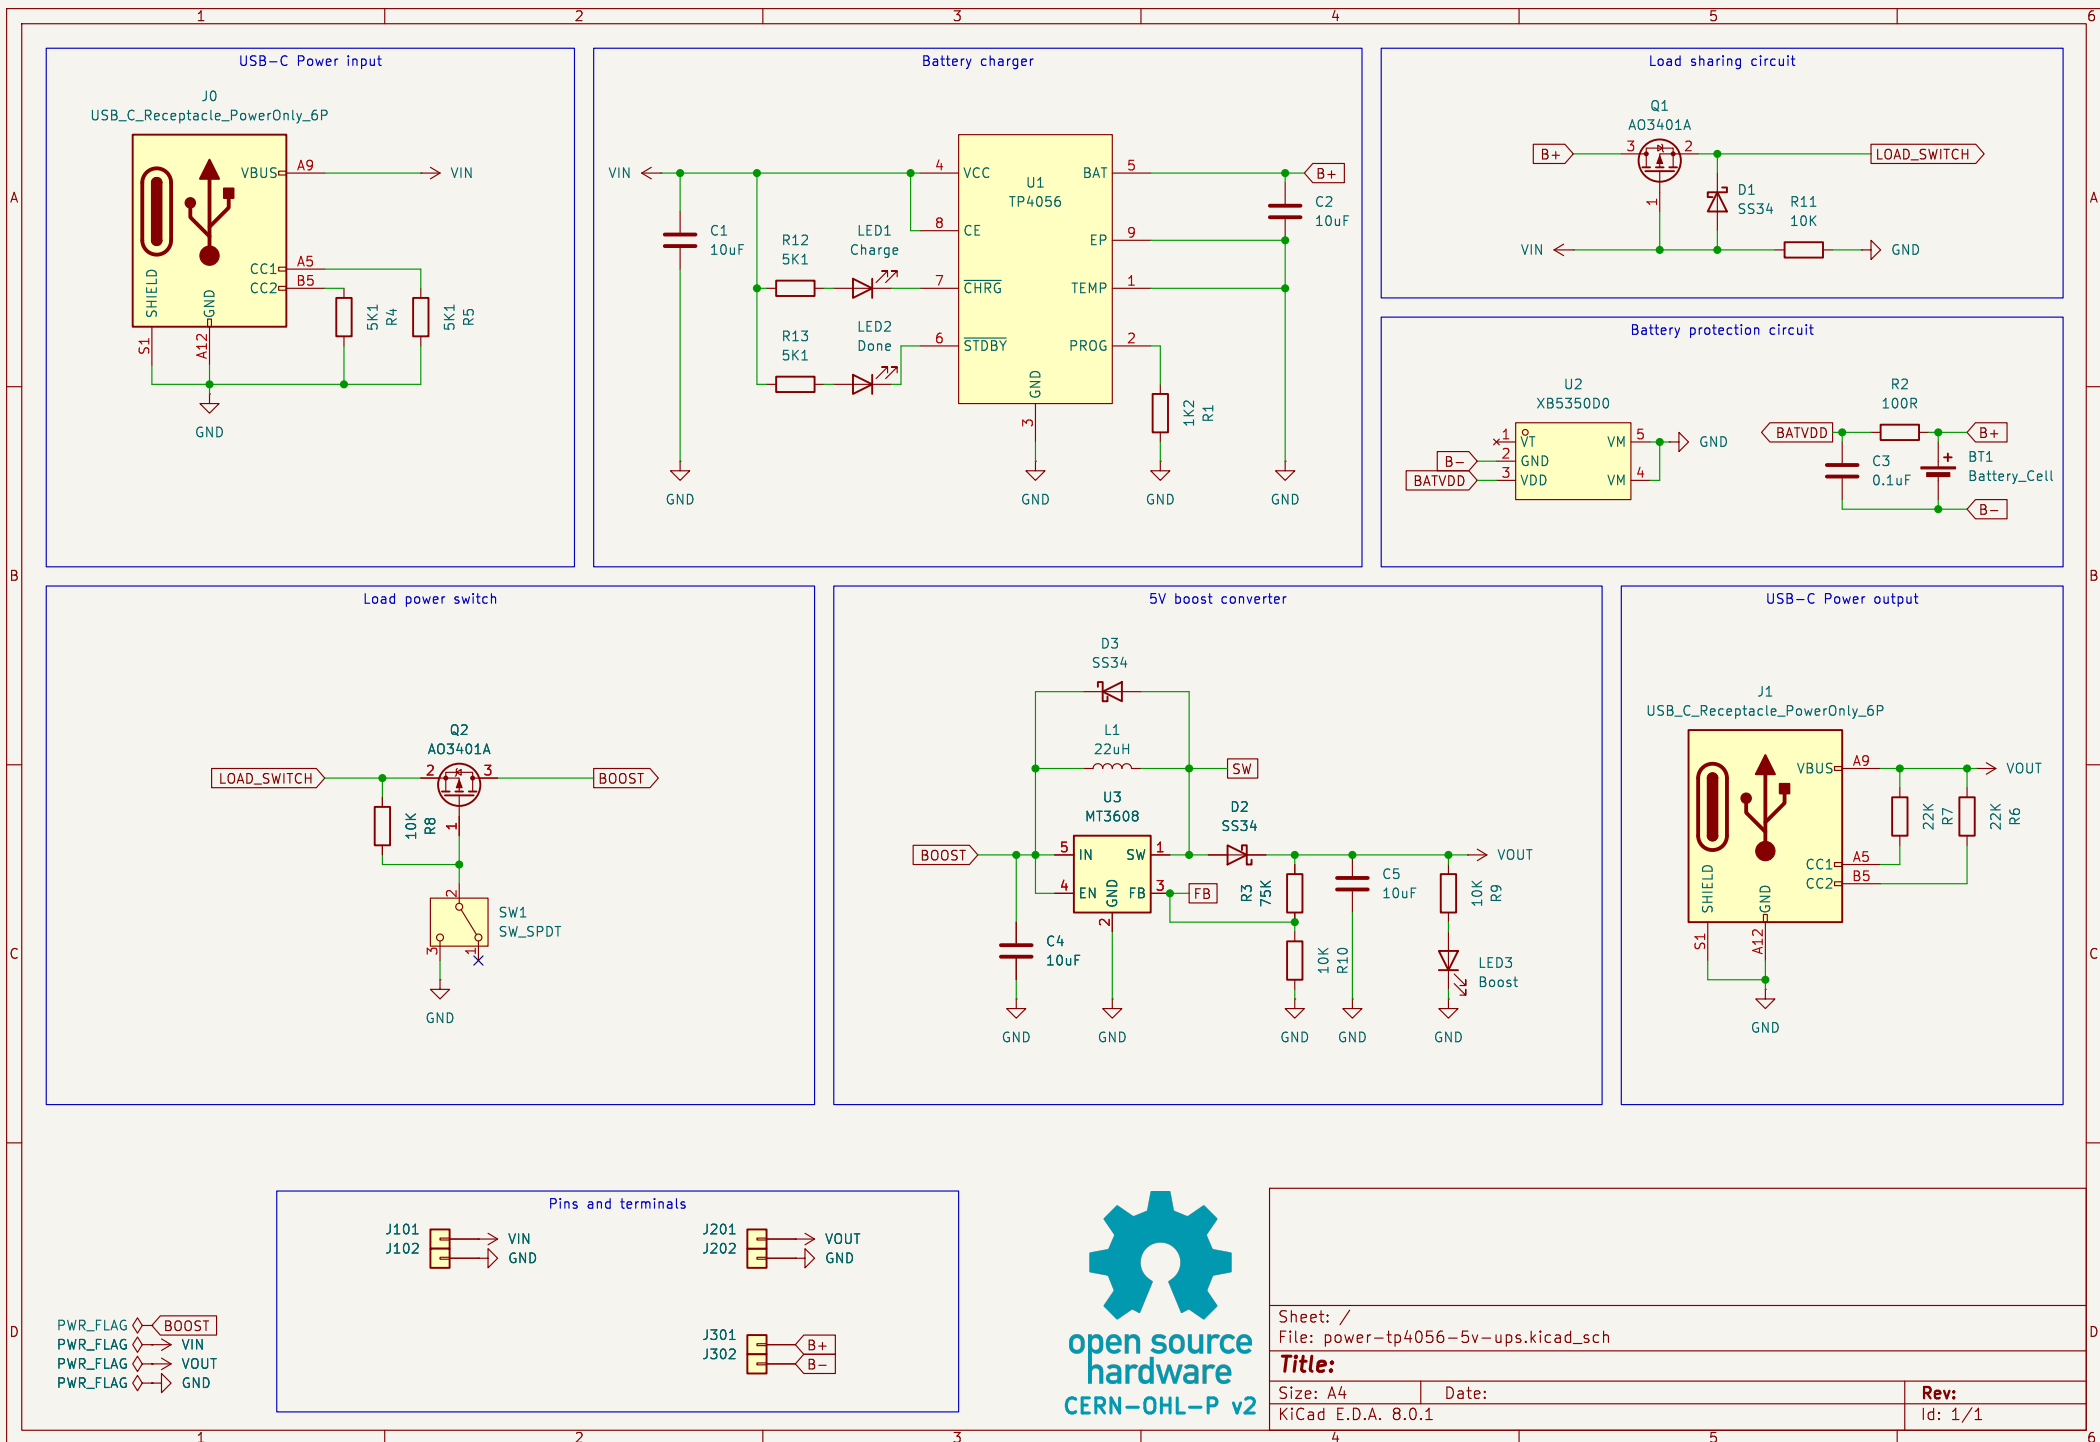 1 2 3 4 5 6
A
B
C
D
USB-C Power input
J0
USB_C_Receptacle_PowerOnly_6P
VBUS A9 VIN
CC1 A5
CC2 B5
SHIELD
GND
S1
A12
5K1
R4
5K1
R5
GND
Battery charger
VIN
C1
10uF
GND
R12
5K1
LED1
Charge
R13
5K1
LED2
Done
U1
TP4056
4 VCC
8 CE
7 CHRG
6 STDBY
BAT 5
EP 9
TEMP 1
PROG 2
GND
3
GND
B+
C2
10uF
1K2
R1
GND
GND
Load sharing circuit
Q1
AO3401A
B+ 3 2 LOAD_SWITCH
1
D1
SS34
R11
10K
VIN
GND
Battery protection circuit
U2
XB5350D0
1 VT
B- 2 GND
BATVDD 3 VDD
VM 5 GND
VM 4
R2
100R
BATVDD
B+
C3
0.1uF
BT1
Battery_Cell
+
B-
Load power switch
Q2
AO3401A
LOAD_SWITCH 2 3 BOOST
10K
R8
1
2
SW1
SW_SPDT
3
1
GND
5V boost converter
D3
SS34
L1
22uH
SW
U3
MT3608
BOOST
5 IN
4 EN
SW 1
FB 3
GND
2
FB
D2
SS34
VOUT
R3
75K
C5
10uF
10K
R9
C4
10uF
10K
R10
LED3
Boost
GND GND GND GND GND
USB-C Power output
J1
USB_C_Receptacle_PowerOnly_6P
VBUS A9 VOUT
22K
R7
22K
R6
CC1 A5
CC2 B5
SHIELD
GND
S1
A12
GND
Pins and terminals
J101 VIN
J102 GND
J201 VOUT
J202 GND
J301 B+
J302 B-
PWR_FLAG BOOST
PWR_FLAG VIN
PWR_FLAG VOUT
PWR_FLAG GND
open source
hardware
CERN-OHL-P v2
Sheet: /
File: power-tp4056-5v-ups.kicad_sch
Title:
Size: A4 Date: Rev:
KiCad E.D.A. 8.0.1 Id: 1/1
A
B
C
D
1 2 3 4 5 6